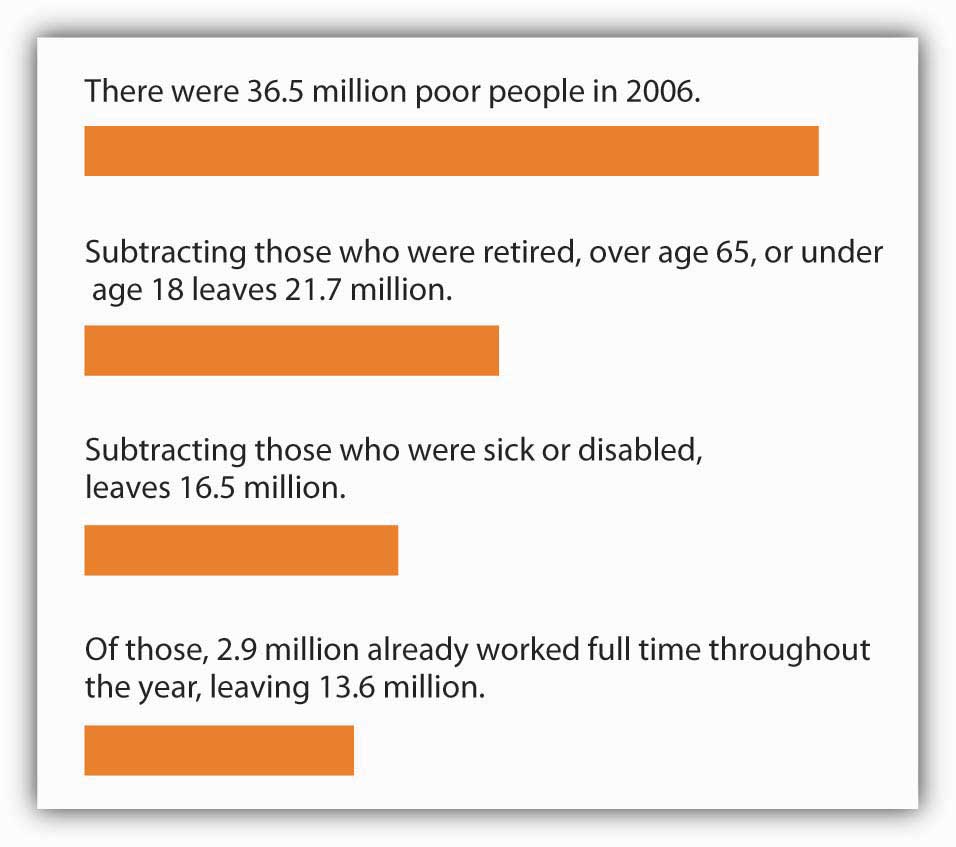 There were 36.5 million poor people in 2006.
Subtracting those who were retired, over age 65, or under
age 18 leaves 21.7 million.
Subtracting those who were sick or disabled,
leaves 16.5 million.
Of those, 2.9 million already worked full time throughout
the year, leaving 13.6 million.